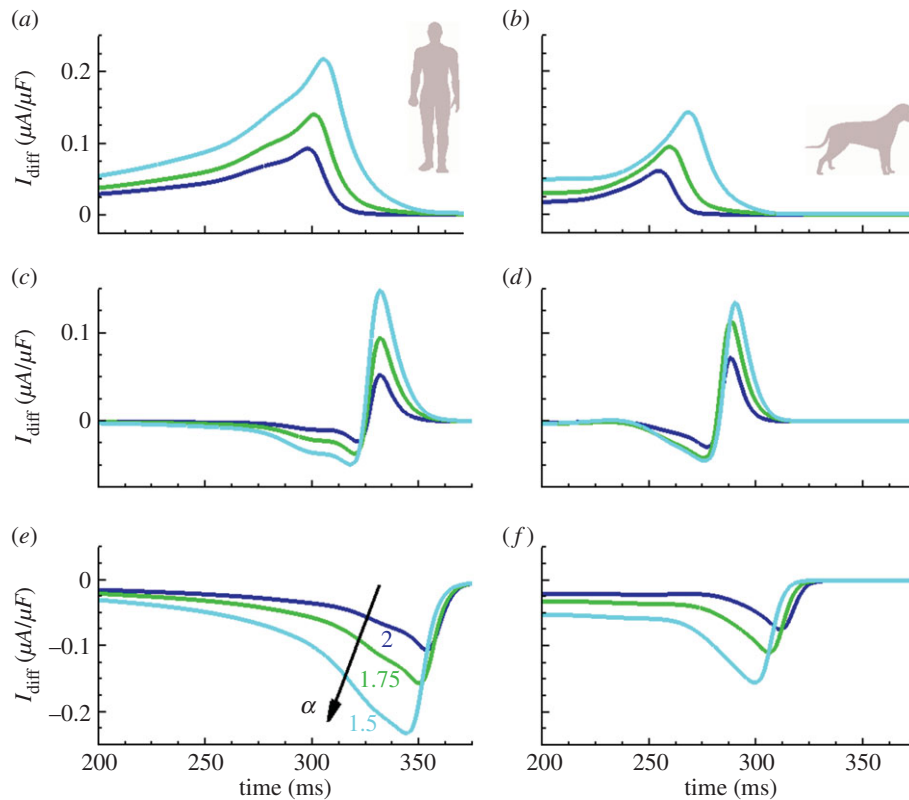 (a) (b)
I_diff (µA/µF)
0.2
0.1
0
(c) (d)
I_diff (µA/µF)
0.1
0
(e) (f)
I_diff (µA/µF)
0
–0.1
–0.2
2
1.75
1.5
α
200 250 300 350 200 250 300 350
time (ms) time (ms)